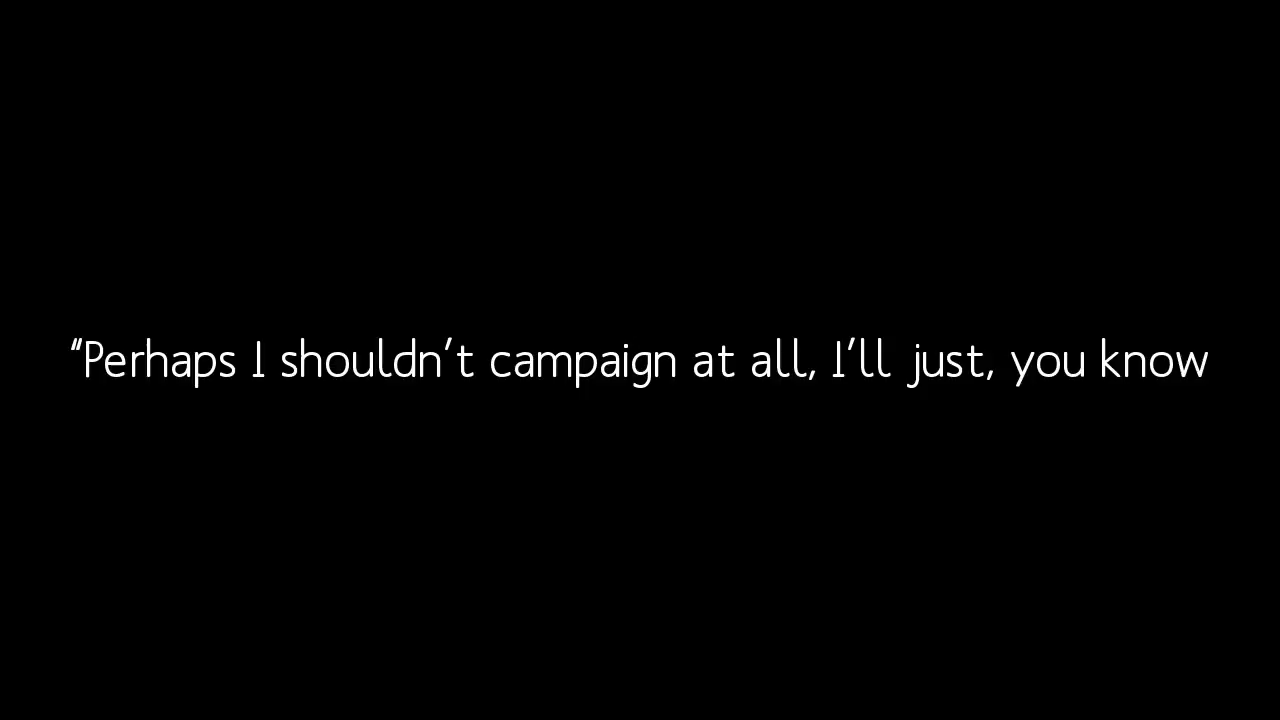 “Perhaps I shouldn’t campaign at all, I’ll just, you know